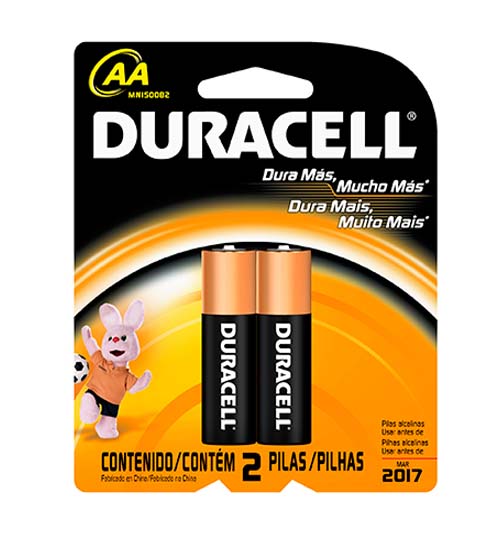 AA
MN1500B2
DURACELL®
Dura Más,
Mucho Más*
Dura Mais,
Muito Mais*
DURACELL
DURACELL
CONTENIDO/CONTÉM 2 PILAS/PILHAS
Fabricado en China/Fabricado na China
Pilas alcalinas
Usar antes de
Pilhas alcalinas
Usar antes de
MAR
2017